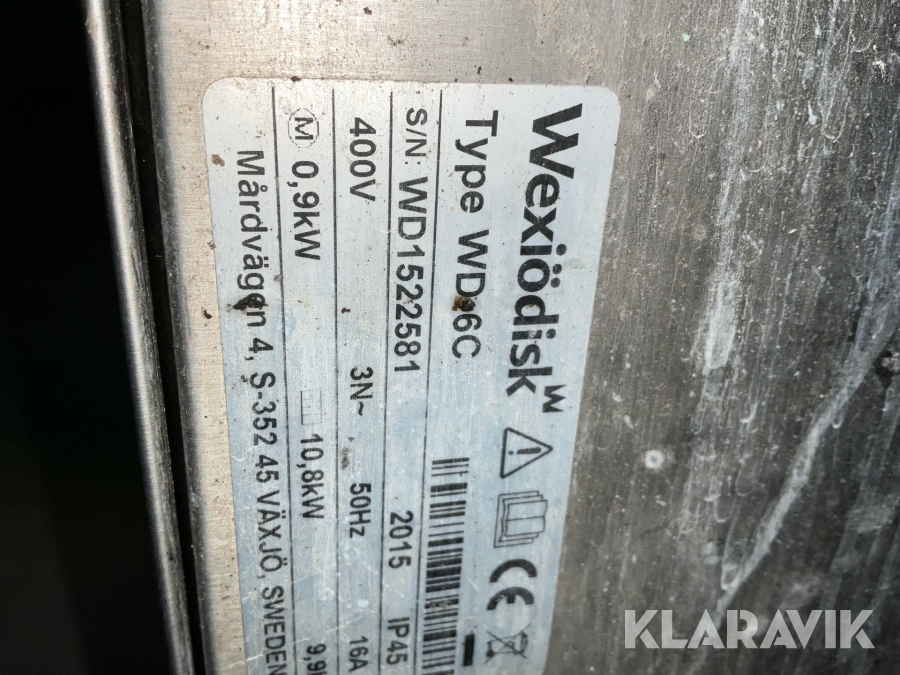 Wexiödisk W
Type WD-6C
S/N: WD1522581 2015 IP45
400V 3N~ 50Hz 16A
M 0,9kW 10,8kW
Mårdvägen 4, S-352 45 VÄXJÖ, SWEDEN
CE
KLARAVIK